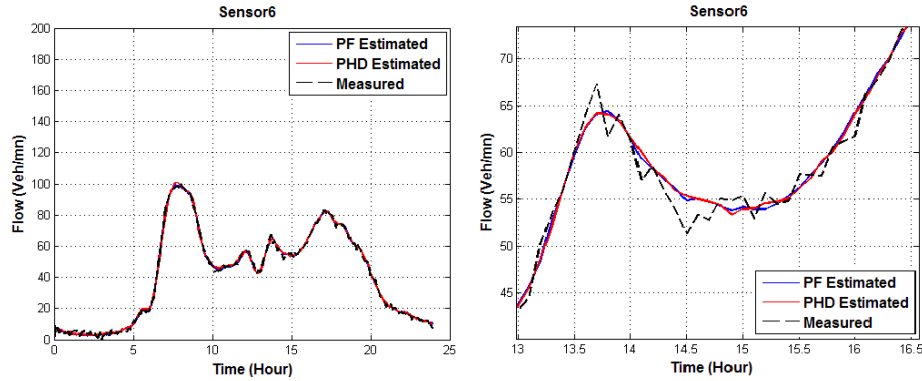 Sensor6
200
180
160
140
120
100
80
60
40
20
0
Flow (Veh/mn)
PF Estimated
PHD Estimated
Measured
0
5
10
15
20
25
Time (Hour)
Sensor6
70
65
60
55
50
45
Flow (Veh/mn)
PF Estimated
PHD Estimated
Measured
13
13.5
14
14.5
15
15.5
16
16.5
Time (Hour)